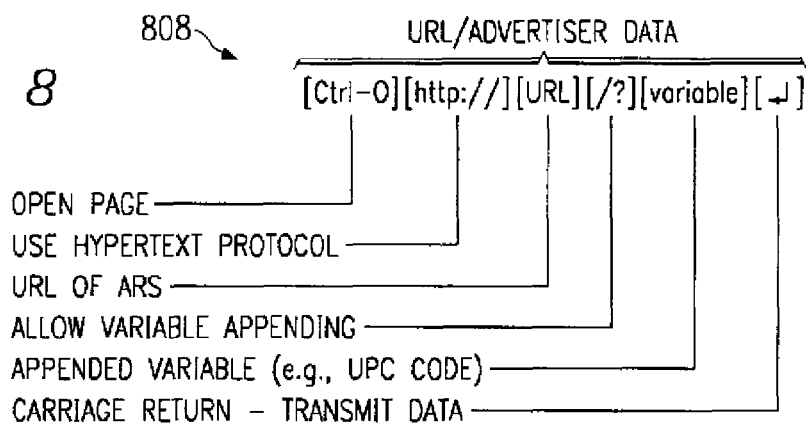 808
URL/ADVERTISER DATA
8
[Ctrl-O][http://][URL][/?][variable][↵]
OPEN PAGE
USE HYPERTEXT PROTOCOL
URL OF ARS
ALLOW VARIABLE APPENDING
APPENDED VARIABLE (e.g., UPC CODE)
CARRIAGE RETURN - TRANSMIT DATA